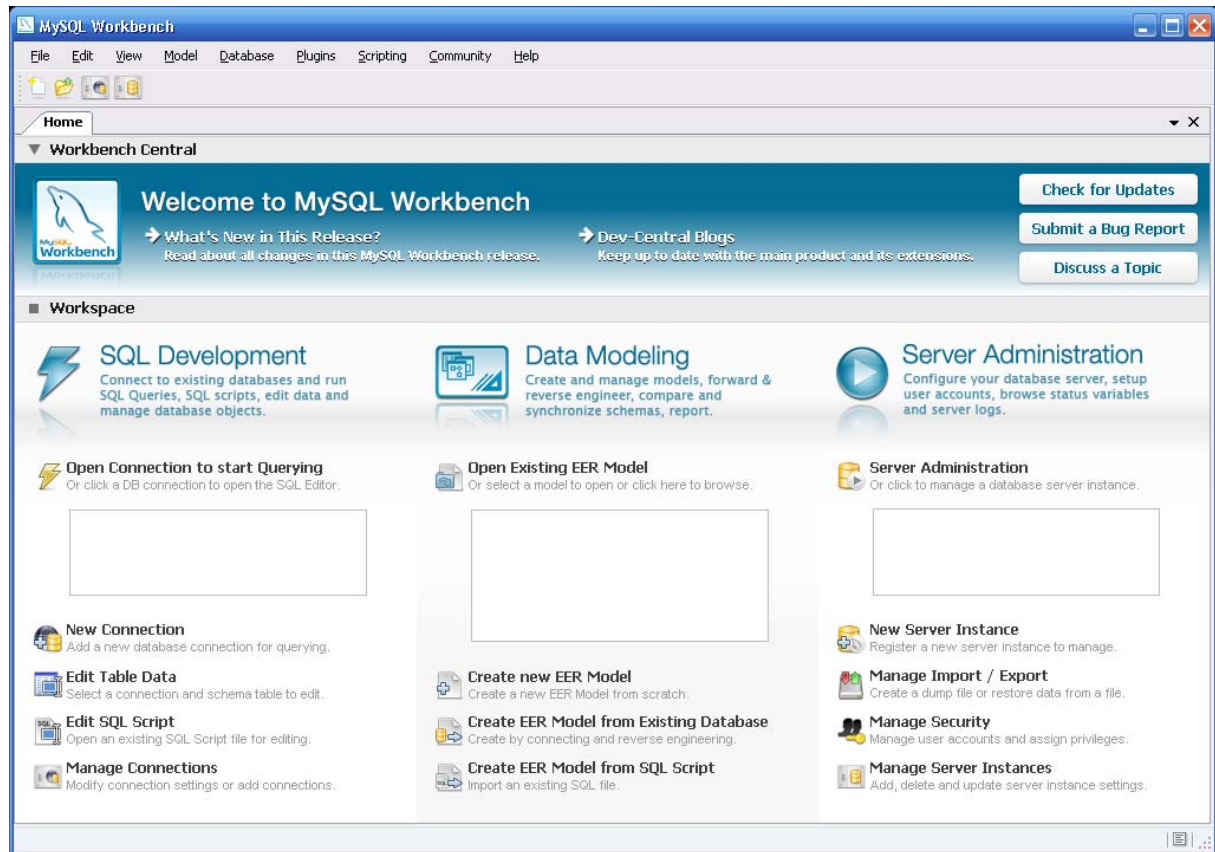 MySQL Workbench
File Edit View Model Database Plugins Scripting Community Help
Home
Workbench Central
MySQL
Workbench
Welcome to MySQL Workbench
What's New in This Release?
Read about all changes in this MySQL Workbench release.
Dev-Central Blogs
Keep up to date with the main product and its extensions.
Check for Updates
Submit a Bug Report
Discuss a Topic
Workspace
SQL Development
Connect to existing databases and run
SQL Queries, SQL scripts, edit data and
manage database objects.
Open Connection to start Querying
Or click a DB connection to open the SQL Editor.
New Connection
Add a new database connection for querying.
Edit Table Data
Select a connection and schema table to edit.
SQL
Edit SQL Script
Open an existing SQL Script file for editing.
Manage Connections
Modify connection settings or add connections.
Data Modeling
Create and manage models, forward &
reverse engineer, compare and
synchronize schemas, report.
Open Existing EER Model
Or select a model to open or click here to browse.
Create new EER Model
Create a new EER Model from scratch.
Create EER Model from Existing Database
Create by connecting and reverse engineering.
Create EER Model from SQL Script
Import an existing SQL file.
Server Administration
Configure your database server, setup
user accounts, browse status variables
and server logs.
Server Administration
Or click to manage a database server instance.
New Server Instance
Register a new server instance to manage.
Manage Import / Export
Create a dump file or restore data from a file.
Manage Security
Manage user accounts and assign privileges.
Manage Server Instances
Add, delete and update server instance settings.